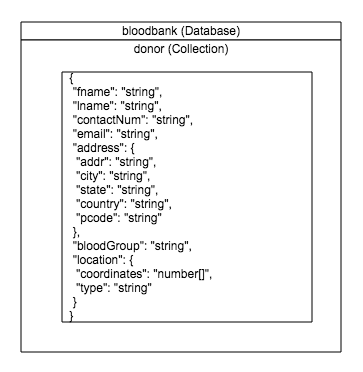 bloodbank (Database)
donor (Collection)
{
"fname": "string",
"lname": "string",
"contactNum": "string",
"email": "string",
"address": {
"addr": "string",
"city": "string",
"state": "string",
"country": "string",
"pcode": "string"
},
"bloodGroup": "string",
"location": {
"coordinates": "number[]",
"type": "string"
}
}